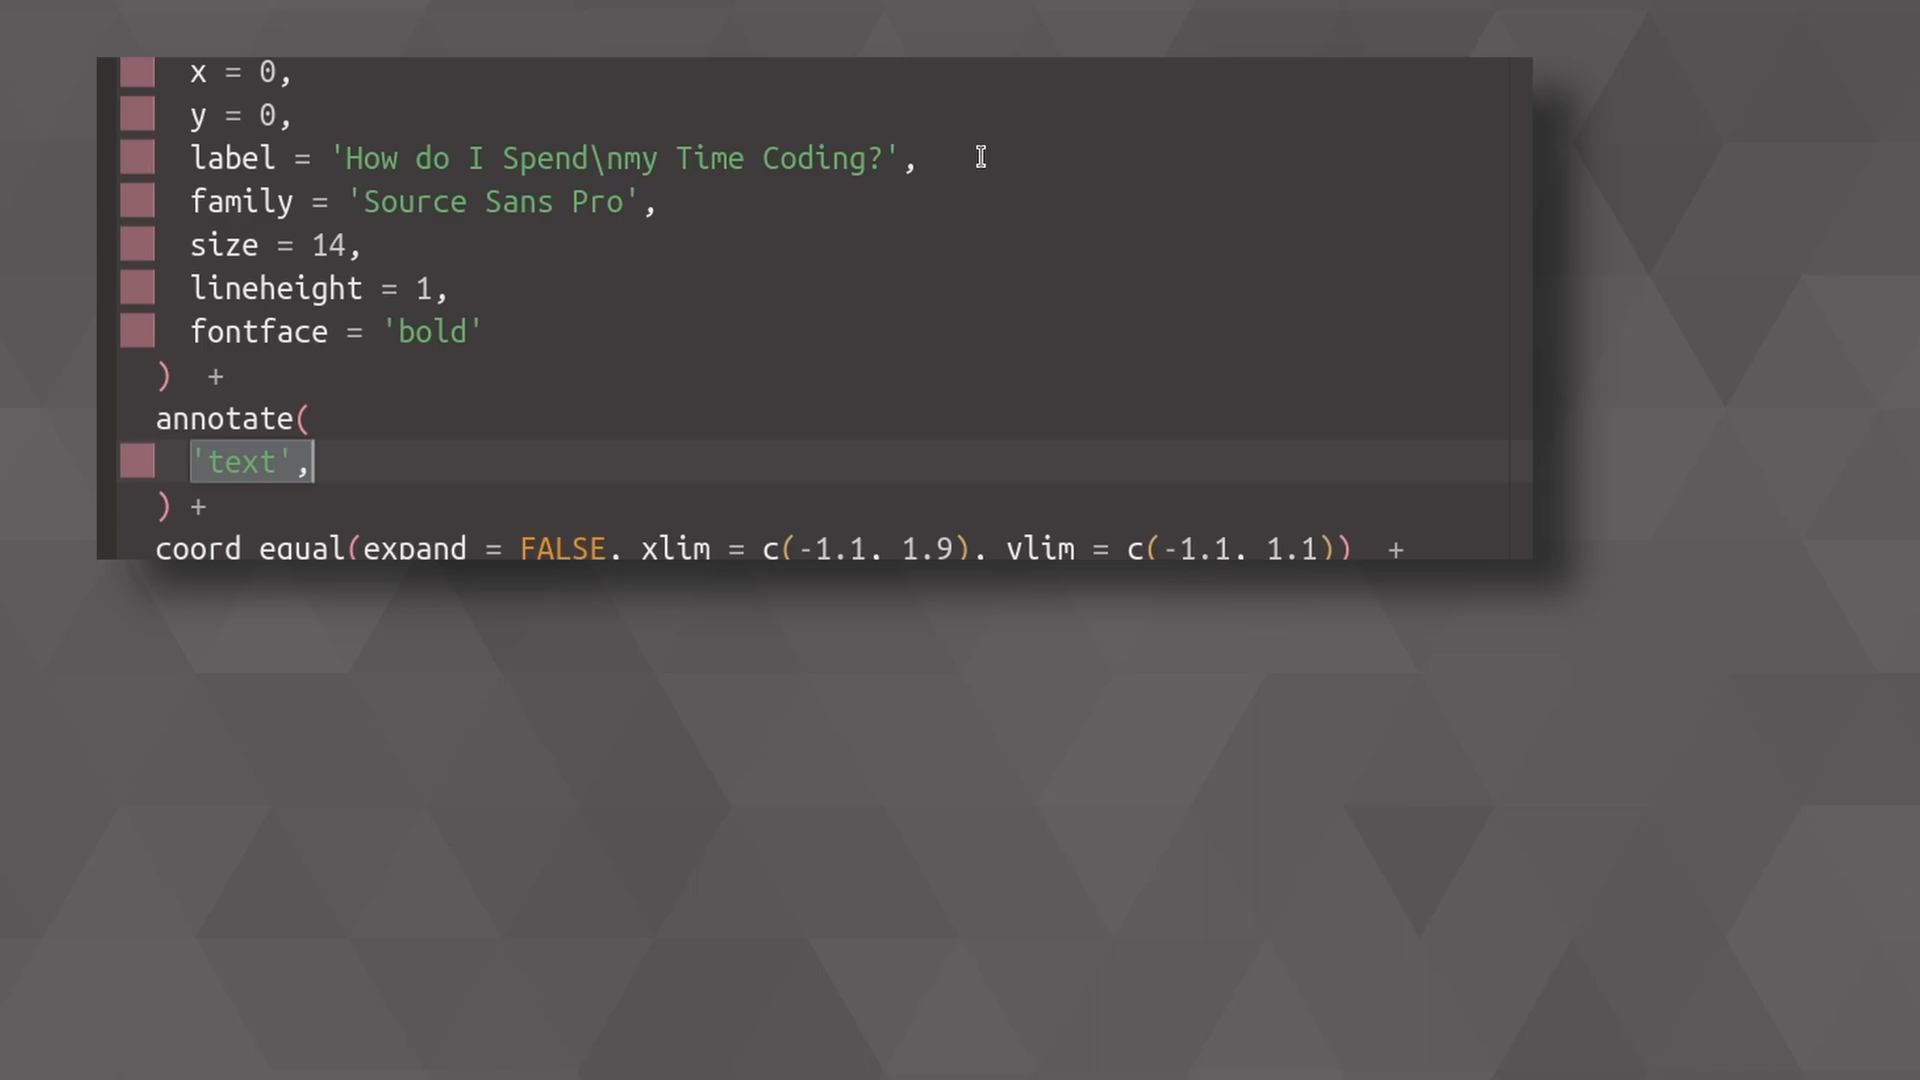 x = 0,
y = 0,
label = 'How do I Spend\nmy Time Coding?',
family = 'Source Sans Pro',
size = 14,
lineheight = 1,
fontface = 'bold'
)  +
annotate(
'text',
) +
coord_equal(expand = FALSE, xlim = c(-1.1, 1.9), ylim = c(-1.1, 1.1))  +